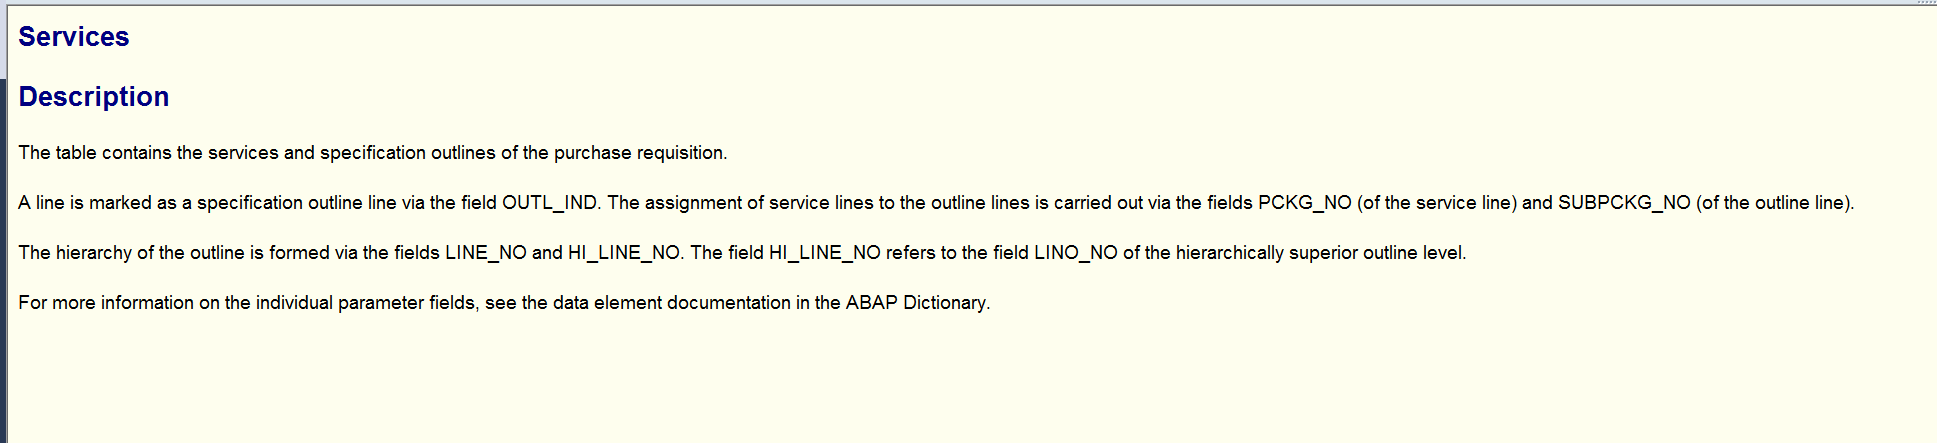 Services
Description
The table contains the services and specification outlines of the purchase requisition.
A line is marked as a specification outline line via the field OUTL_IND. The assignment of service lines to the outline lines is carried out via the fields PCKG_NO (of the service line) and SUBPCKG_NO (of the outline line).
The hierarchy of the outline is formed via the fields LINE_NO and HI_LINE_NO. The field HI_LINE_NO refers to the field LINO_NO of the hierarchically superior outline level.
For more information on the individual parameter fields, see the data element documentation in the ABAP Dictionary.